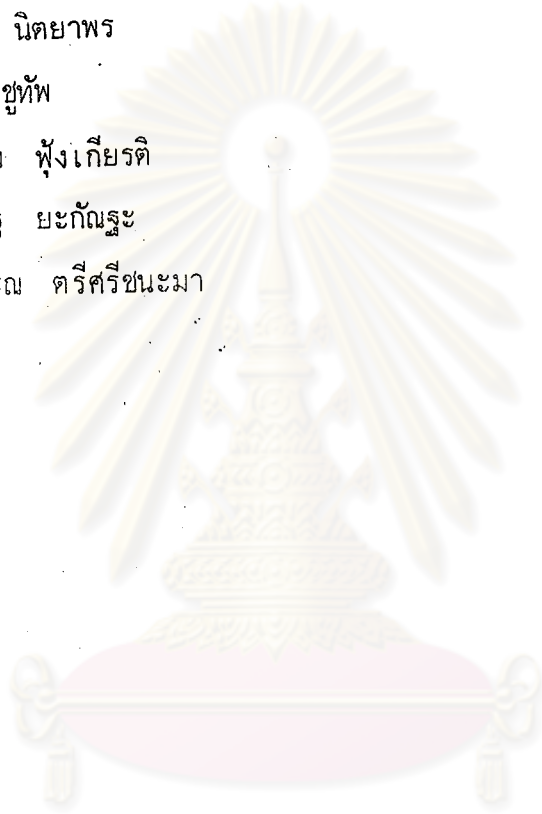 นิตยาพร
ชูทัพ
ฟุ้งเกียรติ
ยะกัณฐะ
ณ ตรีศรีชนะมา